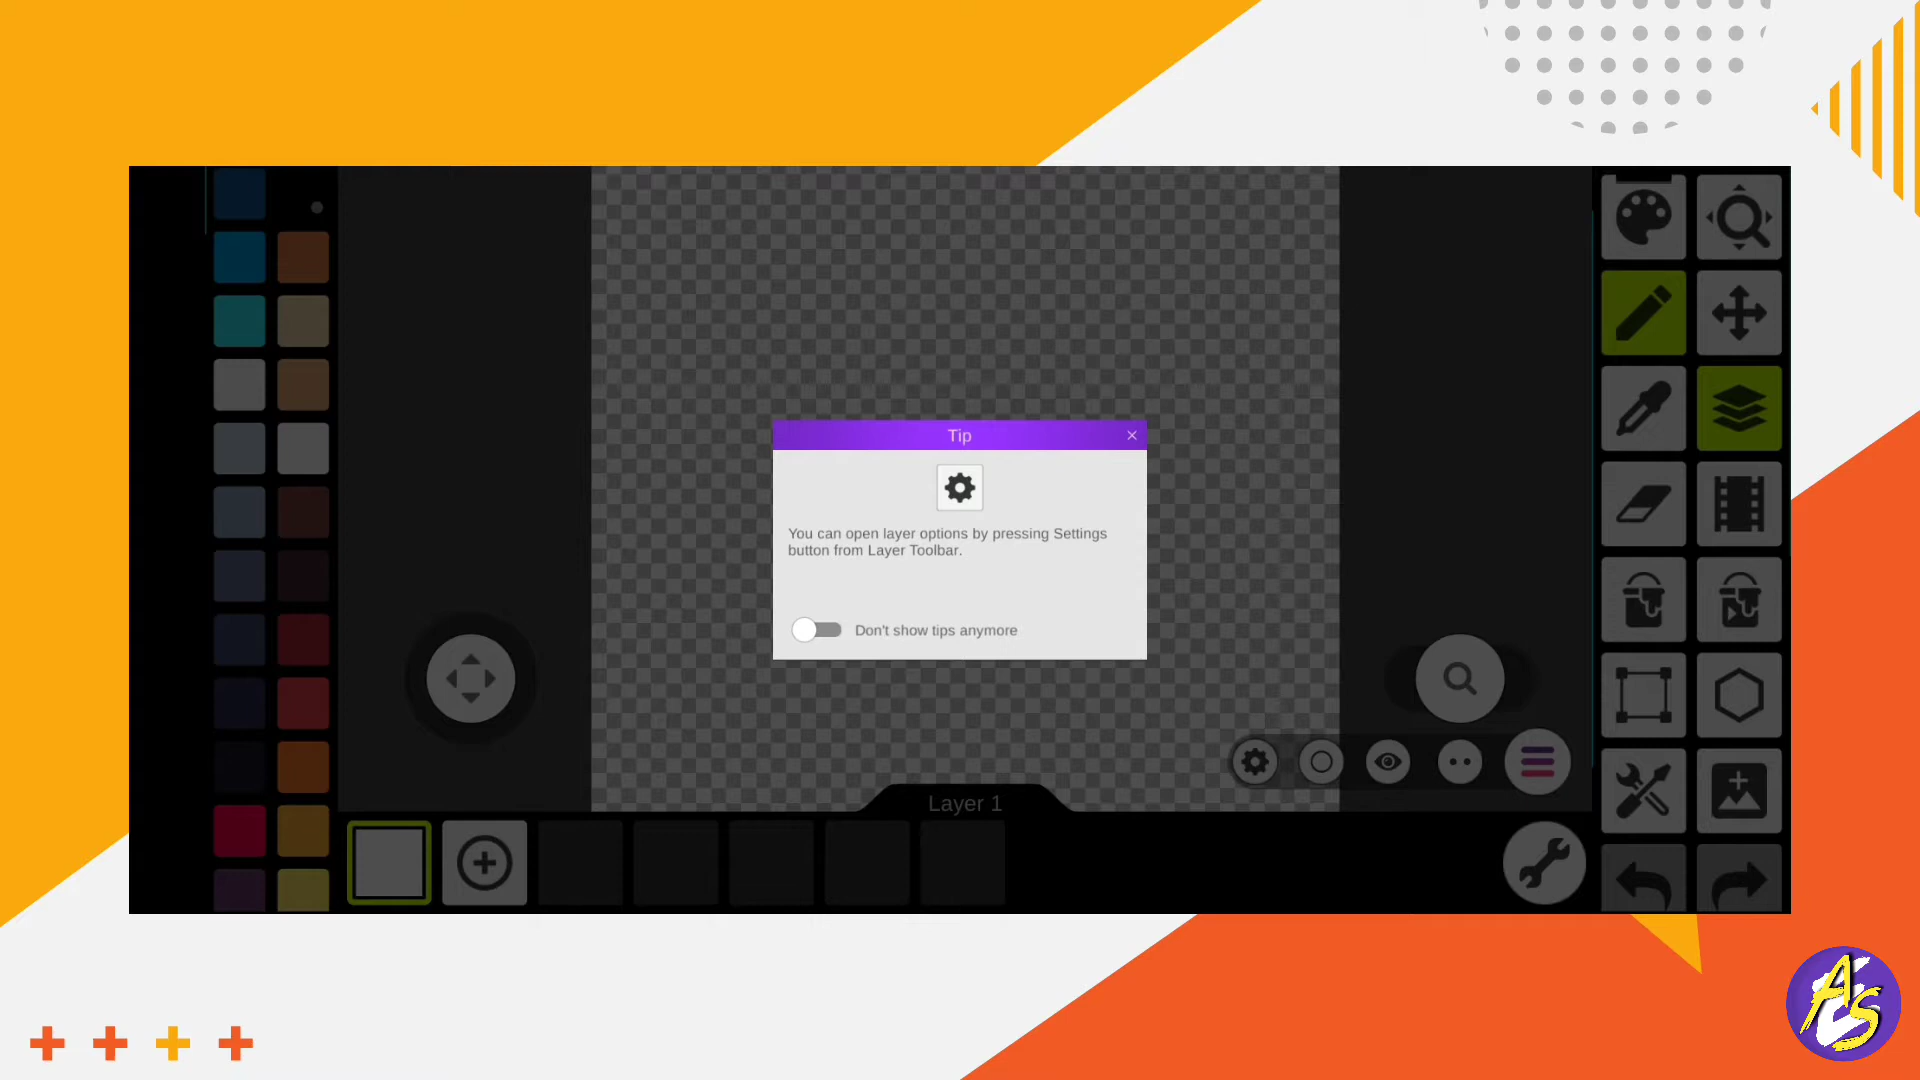 Tip
You can open layer options by pressing Settings
button from Layer Toolbar.
Don't show tips anymore
Layer 1
AS